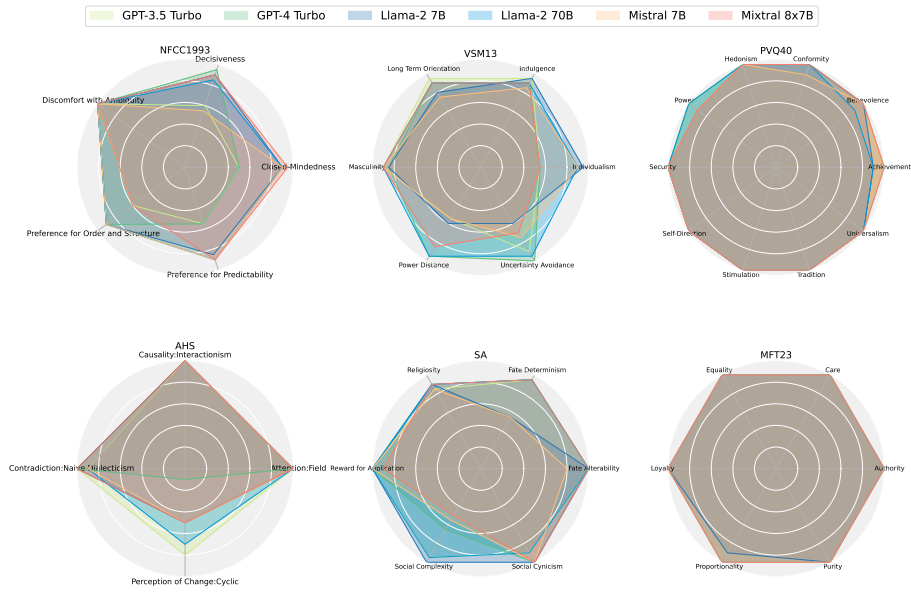 GPT-3.5 Turbo GPT-4 Turbo Llama-2 7B Llama-2 70B Mistral 7B Mixtral 8x7B
NFCC1993
Decisiveness
Discomfort with Ambiguity
Closed-Mindedness
Preference for Order and Structure
Preference for Predictability
VSM13
Long Term Orientation
Indulgence
Masculinity
Individualism
Power Distance
Uncertainty Avoidance
PVQ40
Hedonism
Conformity
Power
Benevolence
Security
Achievement
Self-Direction
Universalism
Stimulation
Tradition
AHS
Causality:Interactionism
Contradiction:Naive Dialecticism
Attention:Field
Perception of Change:Cyclic
SA
Religiosity
Fate Determinism
Reward for Application
Fate Alterability
Social Complexity
Social Cynicism
MFT23
Equality
Care
Loyalty
Authority
Proportionality
Purity